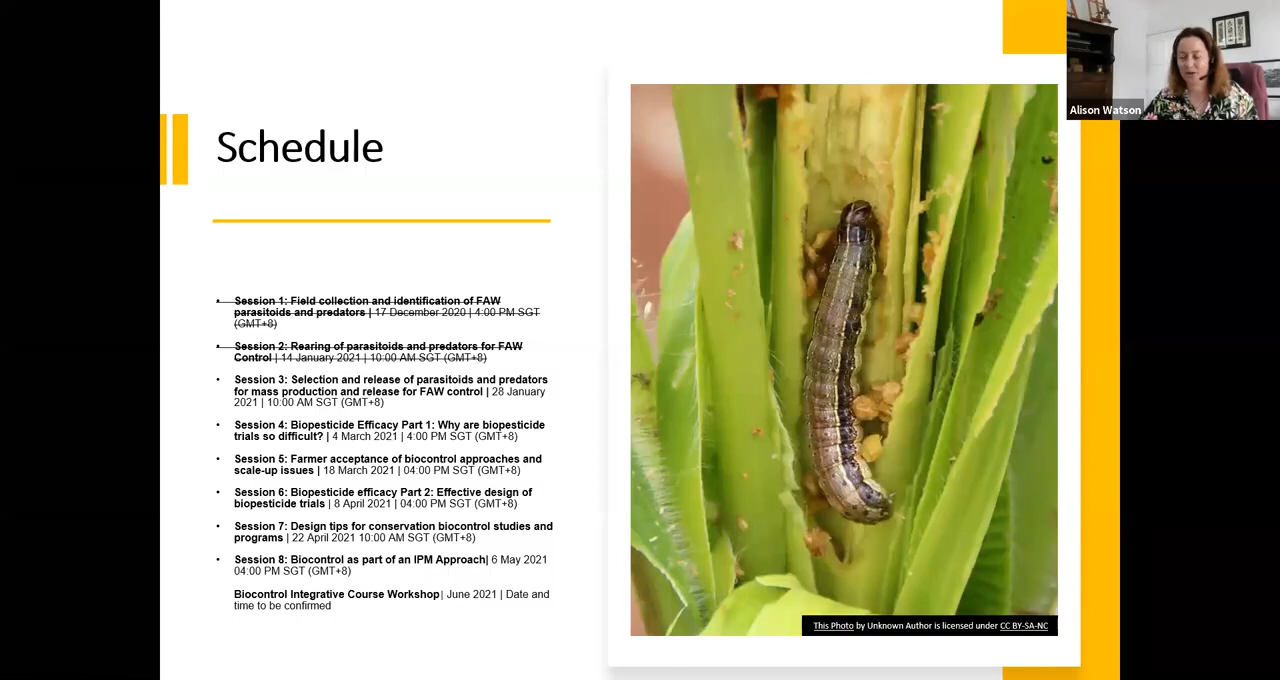 Alison Watson
Schedule
• Session 1: Field collection and identification of FAW
parasitoids and predators | 17 December 2020 | 4:00 PM SGT
(GMT+8)
• Session 2: Rearing of parasitoids and predators for FAW
Control | 14 January 2021 | 10:00 AM SGT (GMT+8)
• Session 3: Selection and release of parasitoids and predators
for mass production and release for FAW control | 28 January
2021 | 10:00 AM SGT (GMT+8)
• Session 4: Biopesticide Efficacy Part 1: Why are biopesticide
trials so difficult? | 4 March 2021 | 4:00 PM SGT (GMT+8)
• Session 5: Farmer acceptance of biocontrol approaches and
scale-up issues | 18 March 2021 | 04:00 PM SGT (GMT+8)
• Session 6: Biopesticide efficacy Part 2: Effective design of
biopesticide trials | 8 April 2021 | 04:00 PM SGT (GMT+8)
• Session 7: Design tips for conservation biocontrol studies and
programs | 22 April 2021 10:00 AM SGT (GMT+8)
• Session 8: Biocontrol as part of an IPM Approach| 6 May 2021
04:00 PM SGT (GMT+8)
Biocontrol Integrative Course Workshop| June 2021 | Date and
time to be confirmed
This Photo by Unknown Author is licensed under CC BY-SA-NC